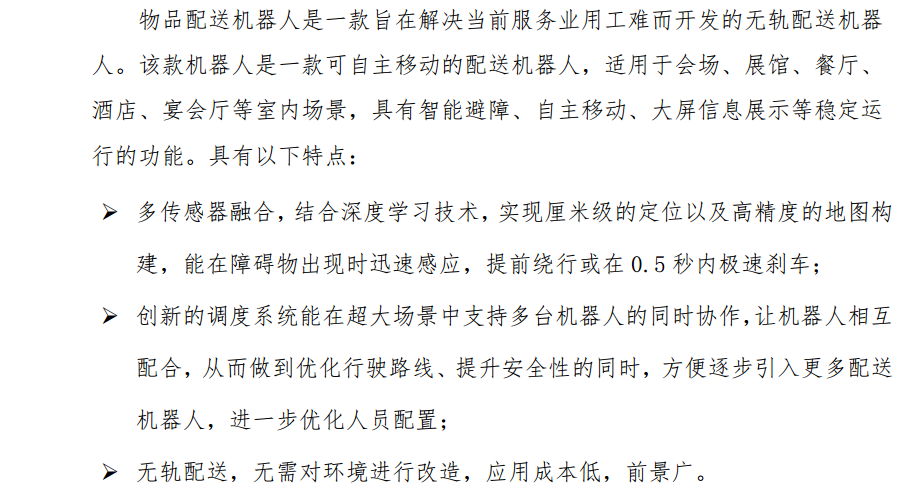 物品配送机器人是一款旨在解决当前服务业用工难而开发的无轨配送机器
人。该款机器人是一款可自主移动的配送机器人，适用于会场、展馆、餐厅、
酒店、宴会厅等室内场景，具有智能避障、自主移动、大屏信息展示等稳定运
行的功能。具有以下特点：
➢ 多传感器融合，结合深度学习技术，实现厘米级的定位以及高精度的地图构
建，能在障碍物出现时迅速感应，提前绕行或在 0.5 秒内极速刹车；
➢ 创新的调度系统能在超大场景中支持多台机器人的同时协作，让机器人相互
配合，从而做到优化行驶路线、提升安全性的同时，方便逐步引入更多配送
机器人，进一步优化人员配置；
➢ 无轨配送，无需对环境进行改造，应用成本低，前景广。